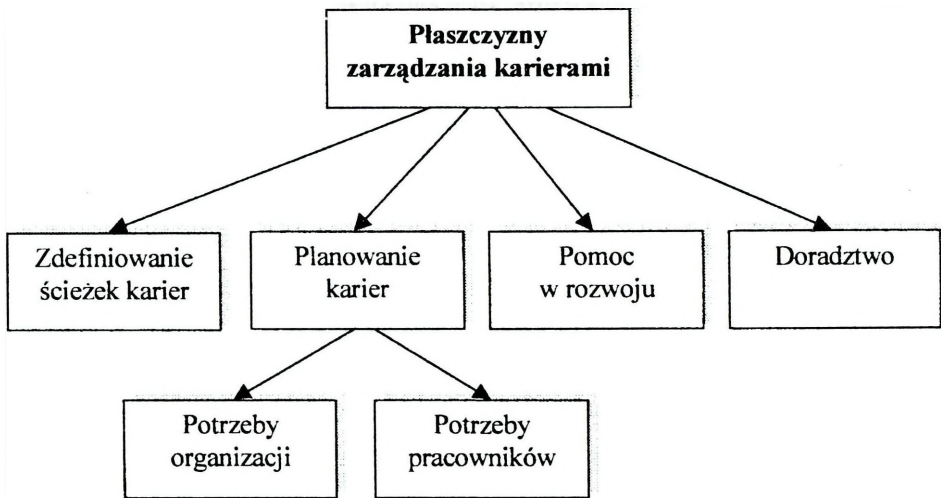 Płaszczyzny
zarządzania karierami
Zdefiniowanie
ścieżek karier
Planowanie
karier
Pomoc
w rozwoju
Doradztwo
Potrzeby
organizacji
Potrzeby
pracowników